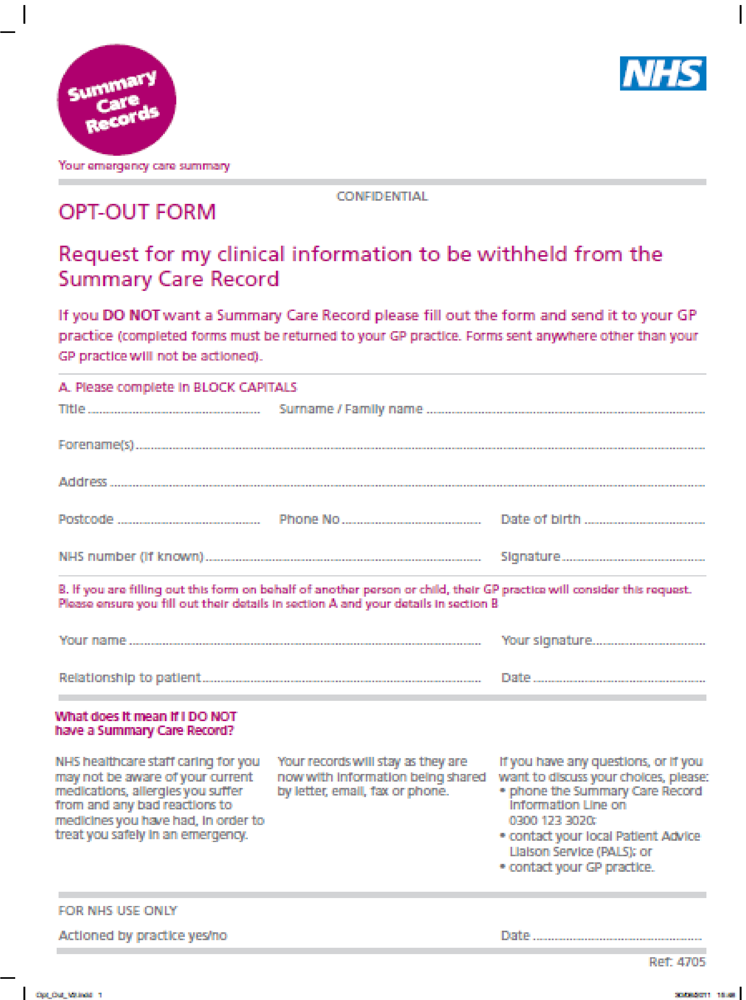 Summary
Care
Records
NHS
Your emergency care summary
CONFIDENTIAL
OPT-OUT FORM
Request for my clinical information to be withheld from the
Summary Care Record
If you DO NOT want a Summary Care Record please fill out the form and send it to your GP
practice (completed forms must be returned to your GP practice. Forms sent anywhere other than your
GP practice will not be actioned).
A. Please complete in BLOCK CAPITALS
Title ........................ Surname / Family name ........................
Forename(s) ........................
Address ........................
Postcode ........................ Phone No ........................ Date of birth ........................
NHS number (if known) ........................ Signature ........................
B. If you are filling out this form on behalf of another person or child, their GP practice will consider this request.
Please ensure you fill out their details in section A and your details in section B
Your name ........................ Your signature ........................
Relationship to patient ........................ Date ........................
What does it mean if I DO NOT
have a Summary Care Record?
NHS healthcare staff caring for you
may not be aware of your current
medications, allergies you suffer
from and any bad reactions to
medicines you have had, in order to
treat you safely in an emergency.
Your records will stay as they are
now with information being shared
by letter, email, fax or phone.
If you have any questions, or if you
want to discuss your choices, please:
• phone the Summary Care Record
Information Line on
0300 123 3020;
• contact your local Patient Advice
Liaison Service (PALS); or
• contact your GP practice.
FOR NHS USE ONLY
Actioned by practice yes/no Date ........................
Ref: 4705
1